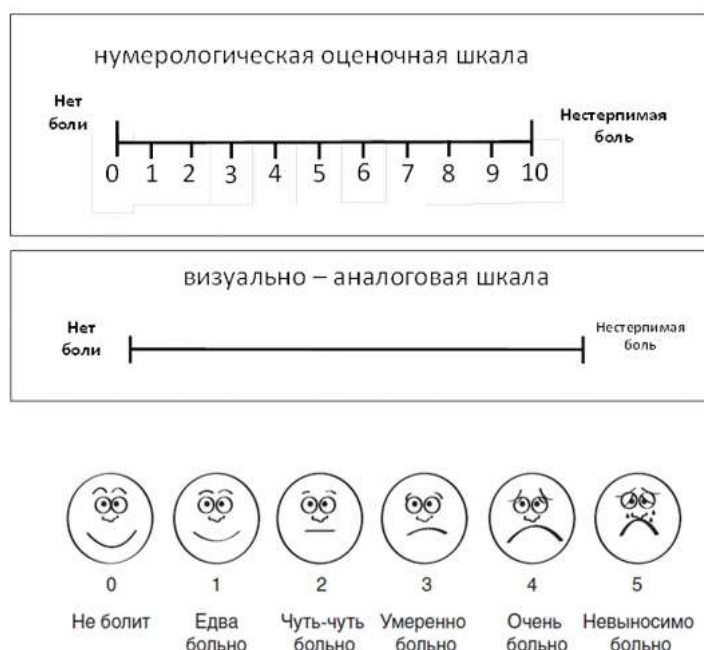 нумерологическая оценочная шкала
Нет
боли
Нестерпимая
боль
0 1 2 3 4 5 6 7 8 9 10
визуально – аналоговая шкала
Нет
боли
Нестерпимая
боль
0 1 2 3 4 5
Не болит Едва Чуть-чуть Умеренно Очень Невыносимо
больно больно больно больно больно